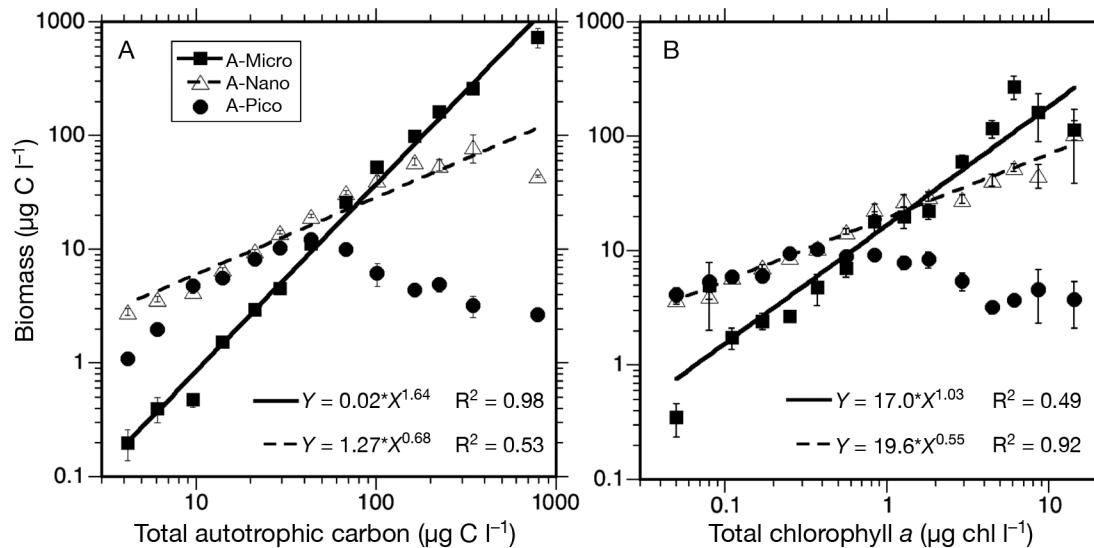 A
A-Micro
A-Nano
A-Pico
1000
100
10
1
0.1
Biomass (µg C l⁻¹)
Y = 0.02*X^1.64 R² = 0.98
Y = 1.27*X^0.68 R² = 0.53
10 100 1000
Total autotrophic carbon (µg C l⁻¹)
B
1000
100
10
1
0.1
Y = 17.0*X^1.03 R² = 0.49
Y = 19.6*X^0.55 R² = 0.92
0.1 1 10
Total chlorophyll a (µg chl l⁻¹)